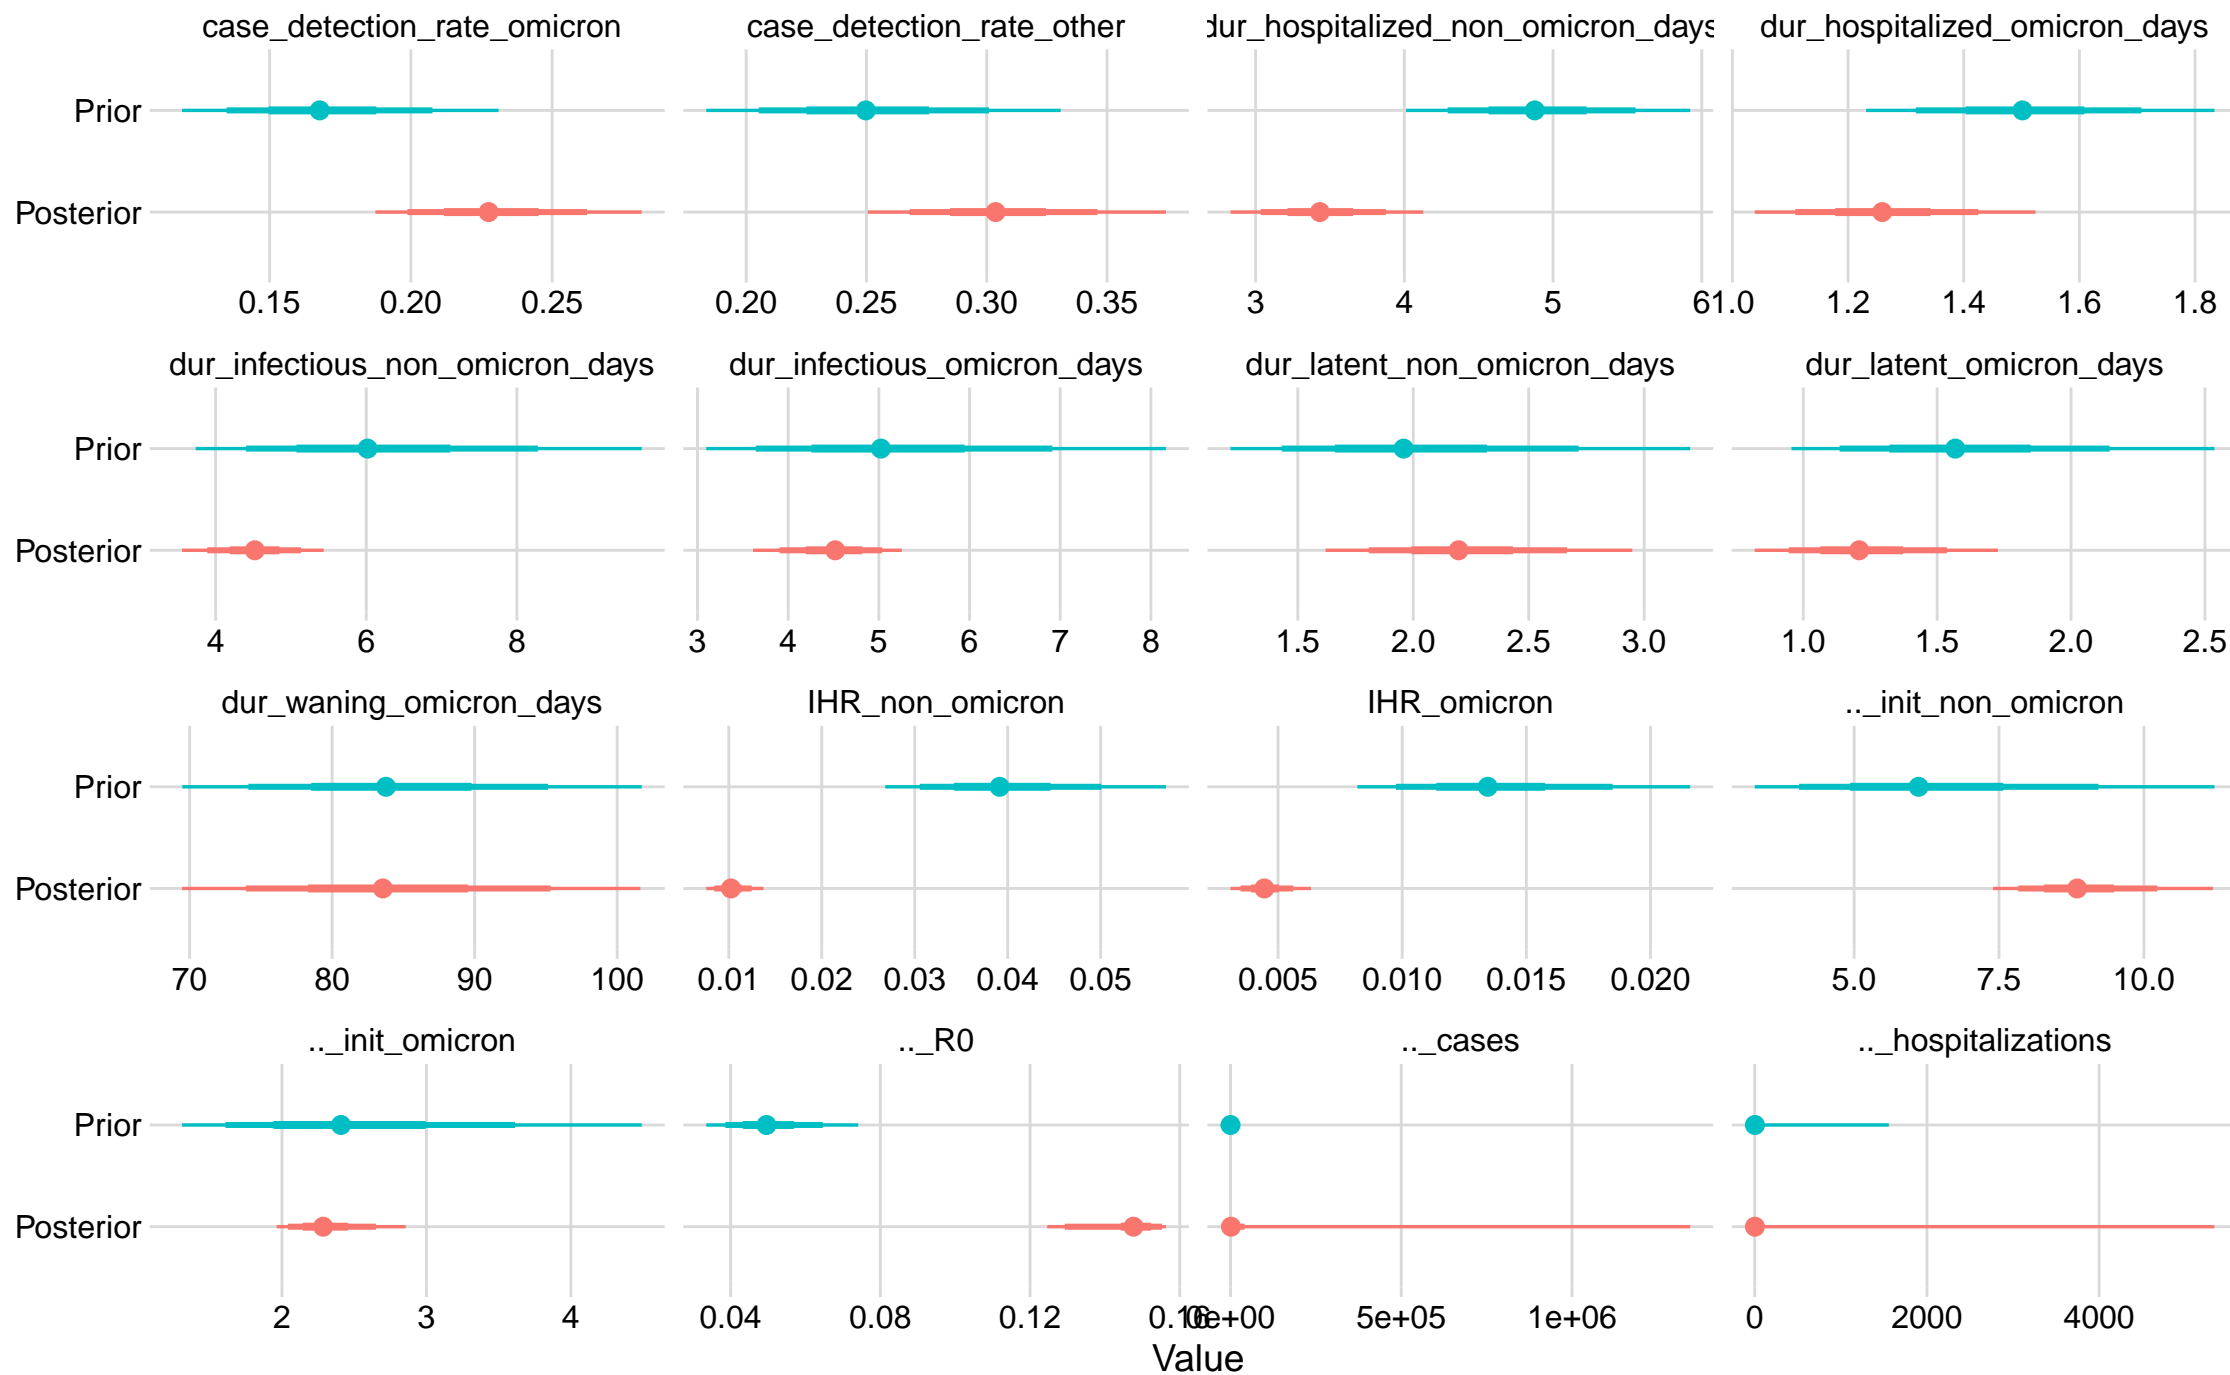 case_detection_rate_omicron case_detection_rate_other dur_hospitalized_non_omicron_days dur_hospitalized_omicron_days
Prior
Posterior
0.15 0.20 0.25 0.20 0.25 0.30 0.35 3 4 5 6 1.0 1.2 1.4 1.6 1.8
dur_infectious_non_omicron_days dur_infectious_omicron_days dur_latent_non_omicron_days dur_latent_omicron_days
Prior
Posterior
4 6 8 3 4 5 6 7 8 1.5 2.0 2.5 3.0 1.0 1.5 2.0 2.5
dur_waning_omicron_days IHR_non_omicron IHR_omicron .._init_non_omicron
Prior
Posterior
70 80 90 100 0.01 0.02 0.03 0.04 0.05 0.005 0.010 0.015 0.020 5.0 7.5 10.0
.._init_omicron .._R0 .._cases .._hospitalizations
Prior
Posterior
2 3 4 0.04 0.08 0.12 0.16 0e+00 5e+05 1e+06 0 2000 4000
Value